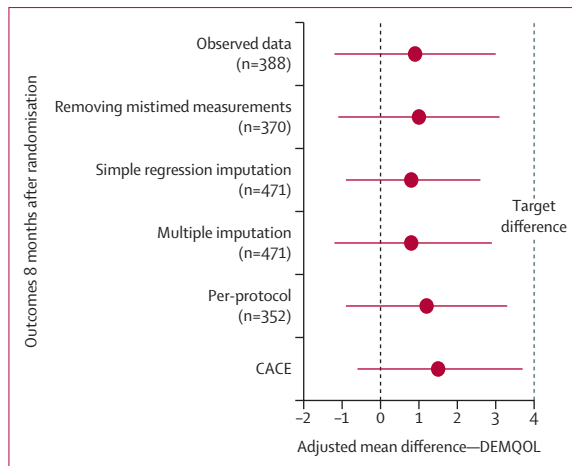 Outcomes 8 months after randomisation
Observed data
(n=388)
Removing mistimed measurements
(n=370)
Simple regression imputation
(n=471)
Multiple imputation
(n=471)
Per-protocol
(n=352)
CACE
Target
difference
–2 –1 0 1 2 3 4
Adjusted mean difference—DEMQOL